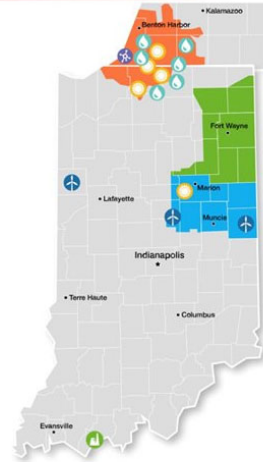 Kalamazoo
Benton Harbor
Fort Wayne
Marion
Lafayette
Muncie
Indianapolis
Terre Haute
Columbus
Evansville